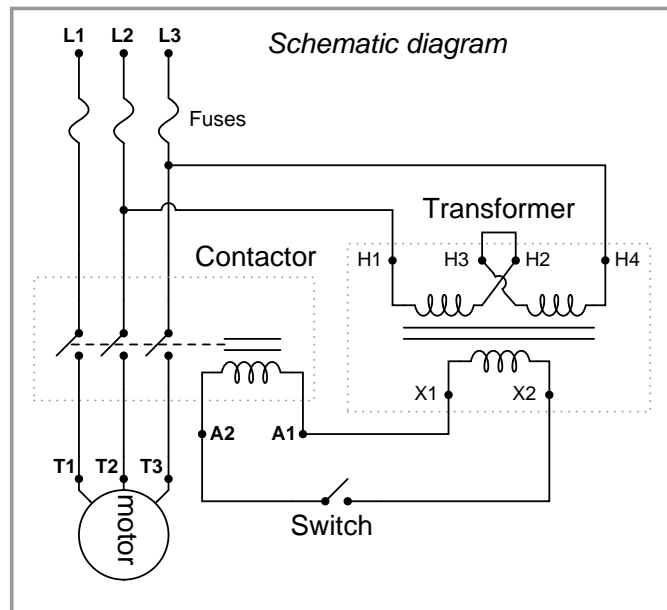 L1 L2 L3 Schematic diagram
Fuses
Transformer
Contactor
H1 H3 H2 H4
X1 X2
A2 A1
T1 T2 T3
Switch
motor